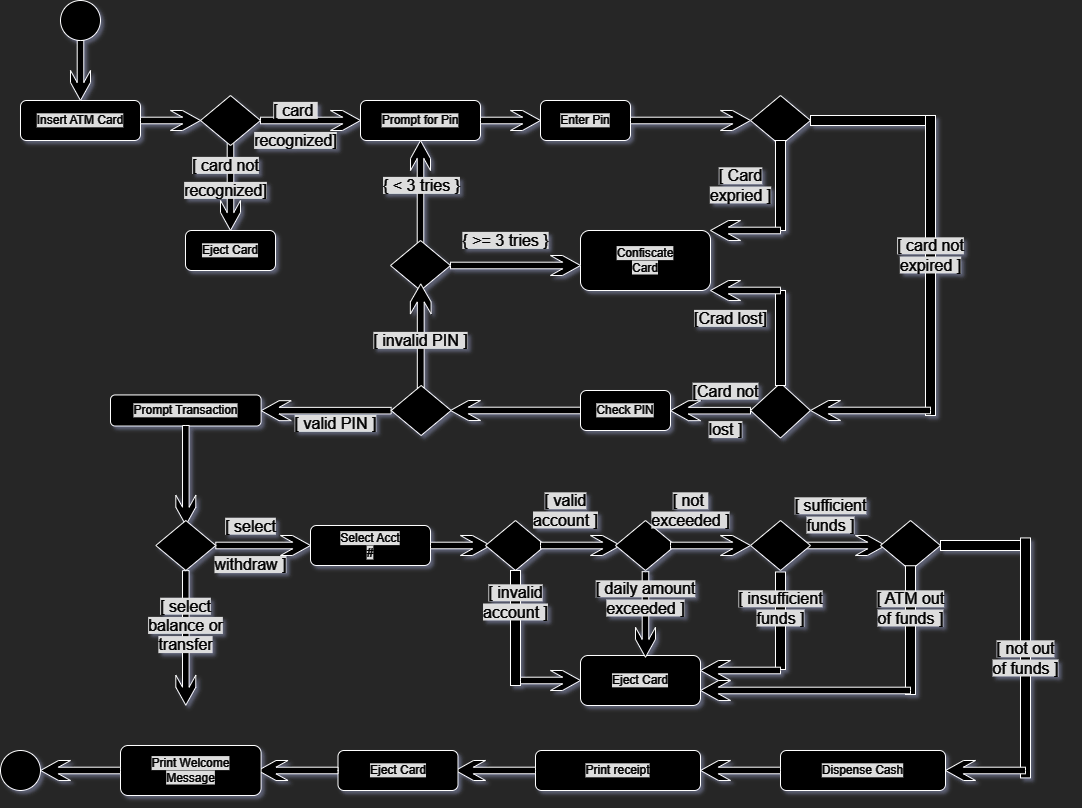 Insert ATM Card
[ card
recognized]
Prompt for Pin
Enter Pin
[ card not
recognized]
Eject Card
{ < 3 tries }
{ >= 3 tries }
Confiscate
Card
[ Card
expried ]
[ card not
expired ]
[Crad lost]
[ invalid PIN ]
Prompt Transaction
[ valid PIN ]
Check PIN
[Card not
lost ]
[ select
withdraw ]
Select Acct
#
[ valid
account ]
[ not
exceeded ]
[ sufficient
funds ]
[ select
balance or
transfer
[ invalid
account ]
[ daily amount
exceeded ]
[ insufficient
funds ]
[ ATM out
of funds ]
[ not out
of funds ]
Eject Card
Print Welcome
Message
Eject Card
Print receipt
Dispense Cash